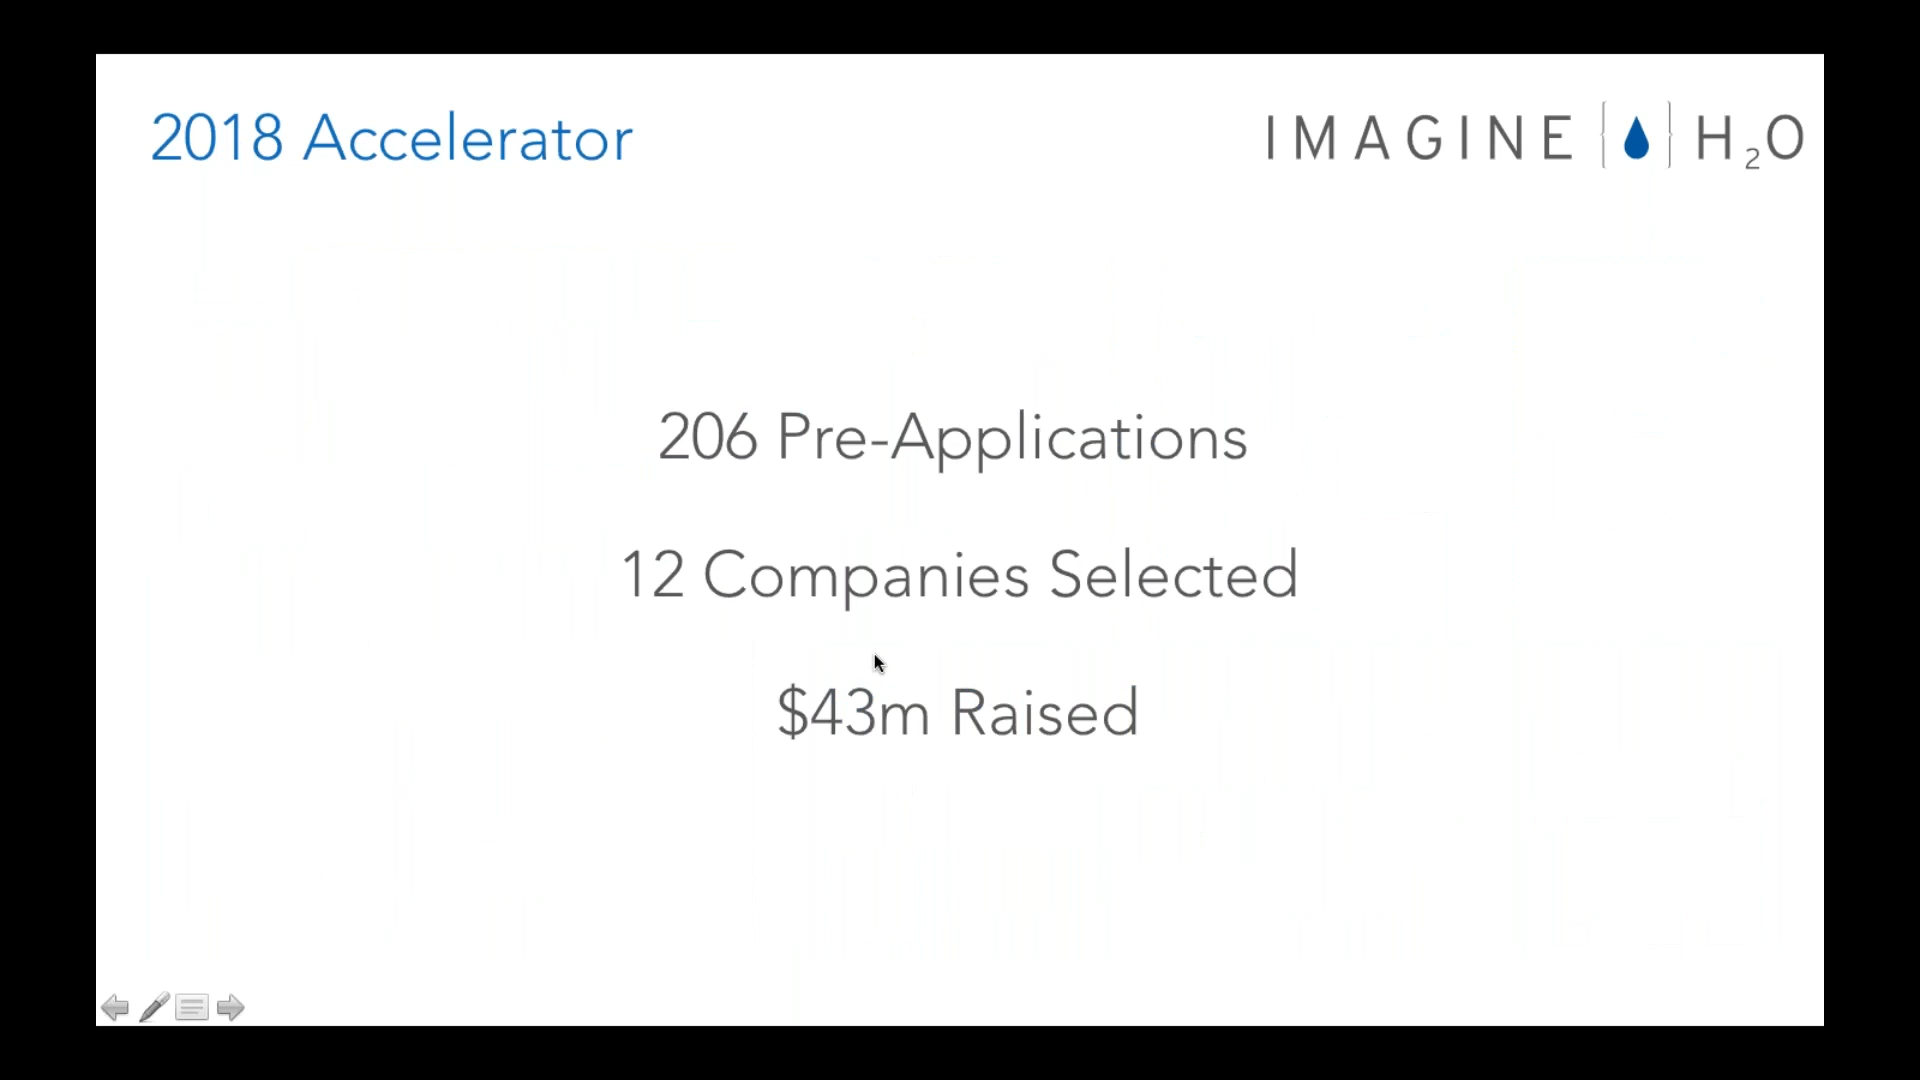 2018 Accelerator
IMAGINE H₂O
206 Pre-Applications
12 Companies Selected
$43m Raised